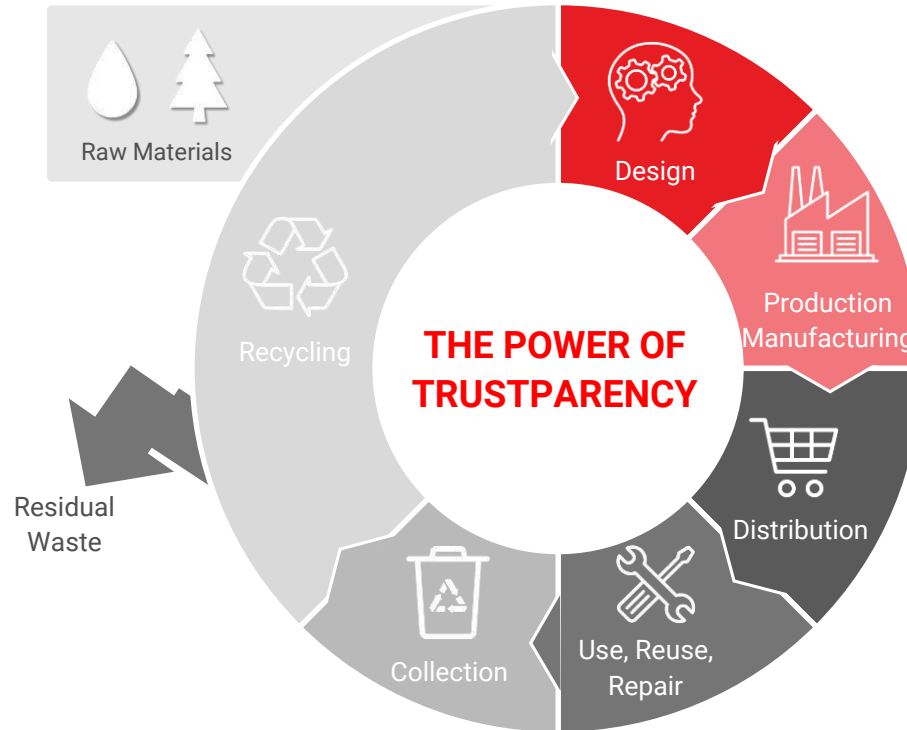 Raw Materials
Design
Production
Manufacturing
Recycling
THE POWER OF
TRUSTPARENCY
Distribution
Residual
Waste
Use, Reuse,
Repair
Collection